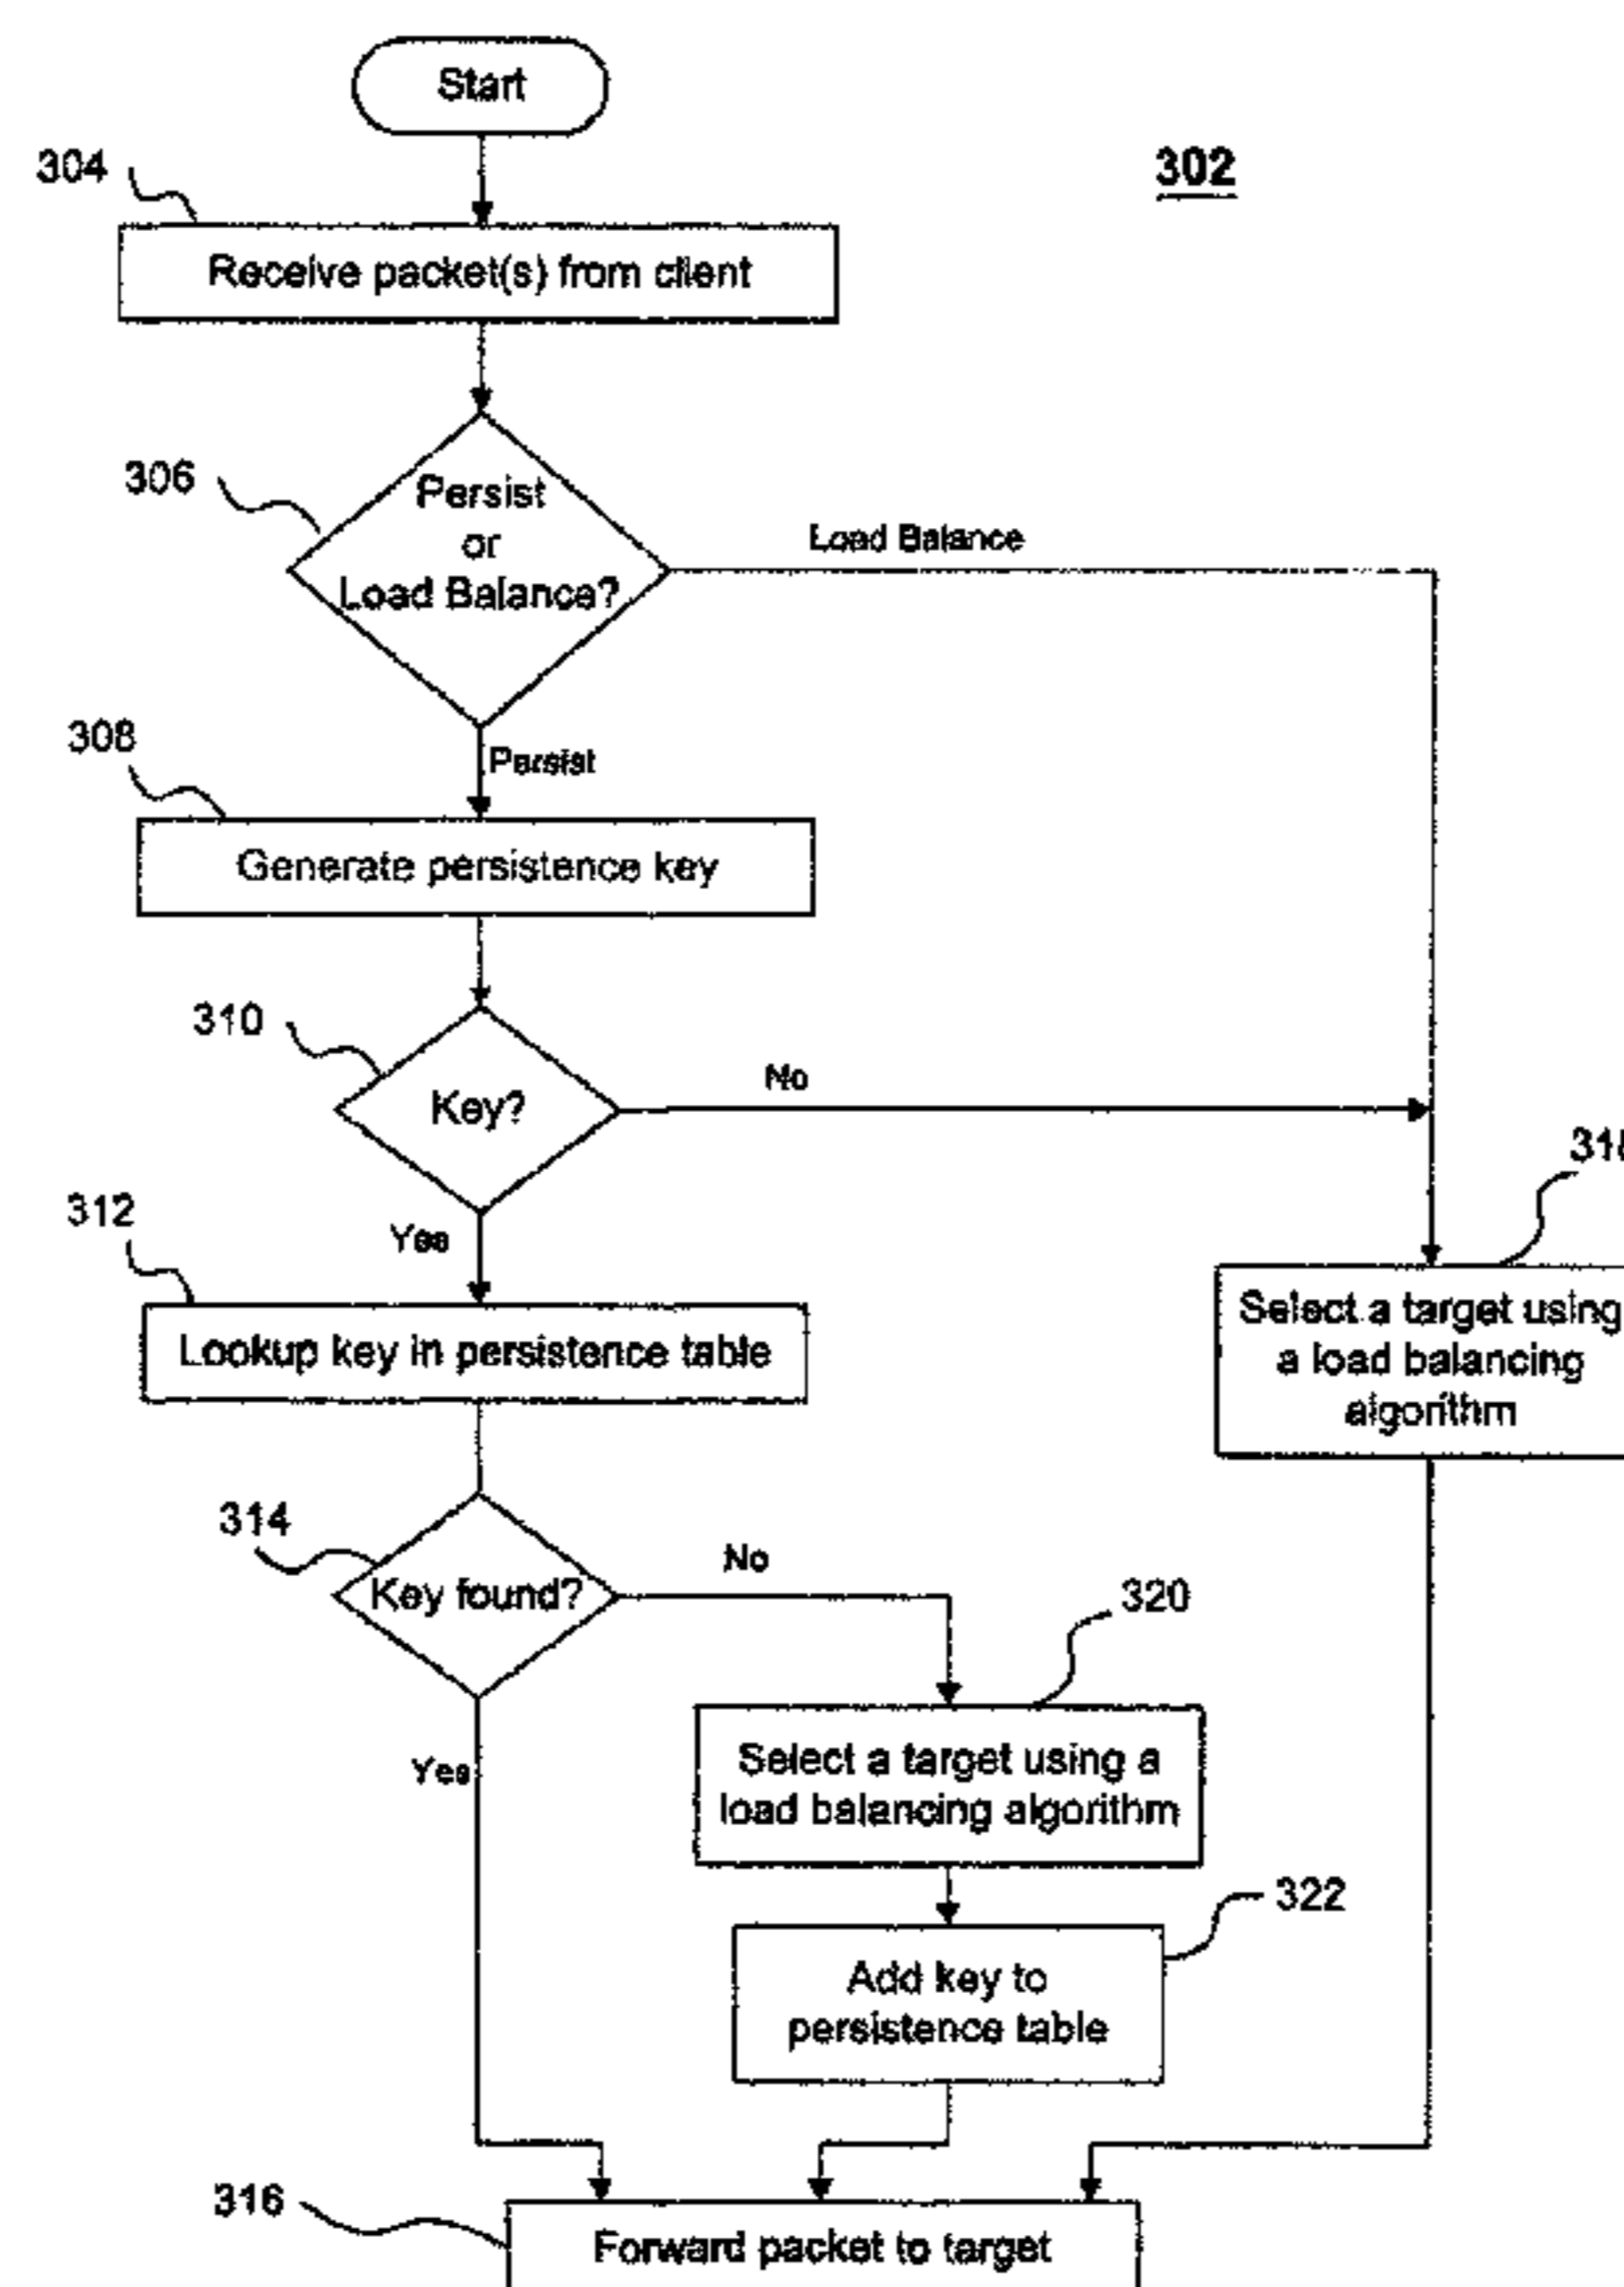 Start
304
302
Receive packet(s) from client
306
Persist
or
Load Balance?
Load Balance
308
Persist
Generate persistence key
310
Key?
No
312
Yes
Lookup key in persistence table
Select a target using
a load balancing
algorithm
314
Key found?
No
320
Yes
Select a target using a
load balancing algorithm
322
Add key to
persistence table
316
Forward packet to target